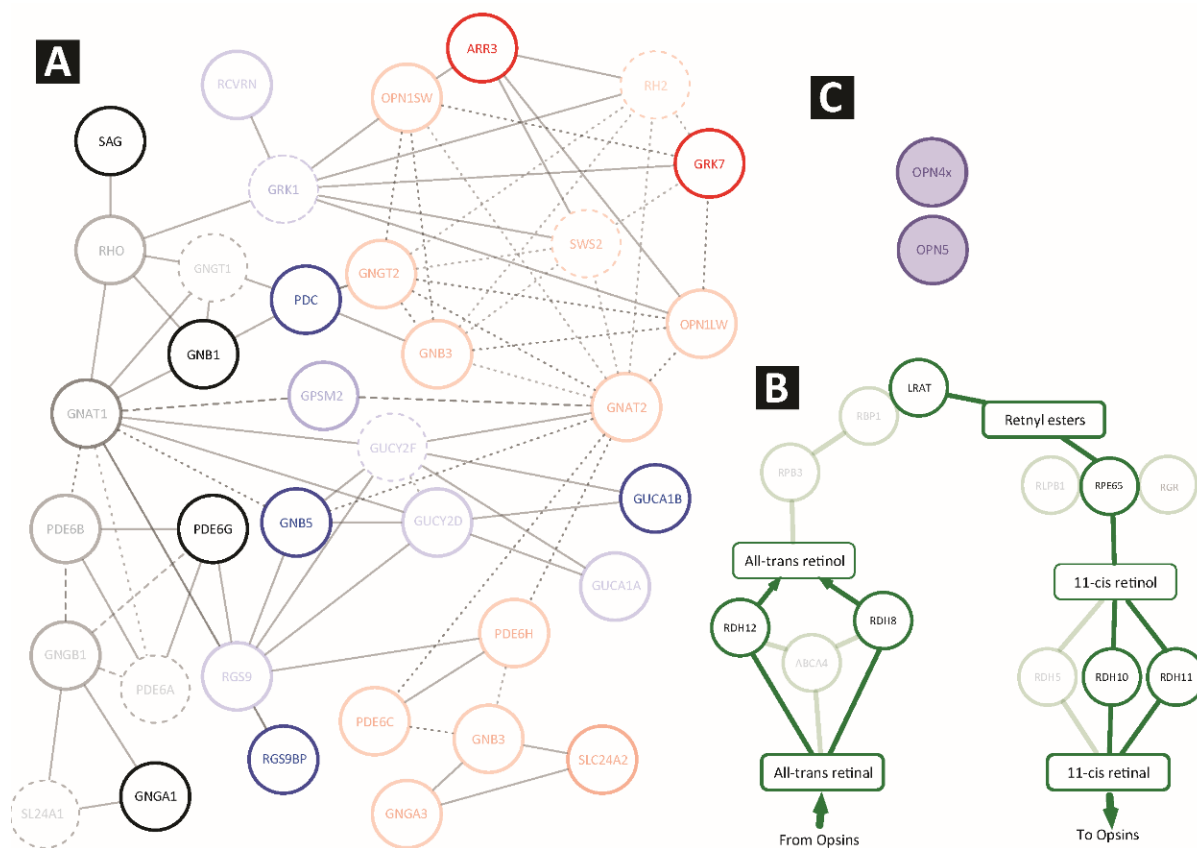 A
ARR3
C
RCVRN
OPN1SW
RH2
SAG
GRK7
OPN4x
GRK1
RHO
GNGT1
SWS2
OPN5
GNGT2
PDC
OPN1LW
GNB1
GNB3
B
LRAT
GPSM2
RBP1
GNAT1
GNAT2
Retnyl esters
GUCY2F
RPB3
RLPB1
RPE65
RGR
GUCA1B
PDE6B
PDE6G
GNB5
GUCY2D
All-trans retinol
11-cis retinol
GUCA1A
RDH12
RDH8
PDE6H
GNGB1
ABCA4
PDE6A
RGS9
RDH5
RDH10
RDH11
PDE6C
GNB3
RGS9BP
SLC24A2
All-trans retinal
11-cis retinal
SL24A1
GNGA1
GNGA3
From Opsins
To Opsins